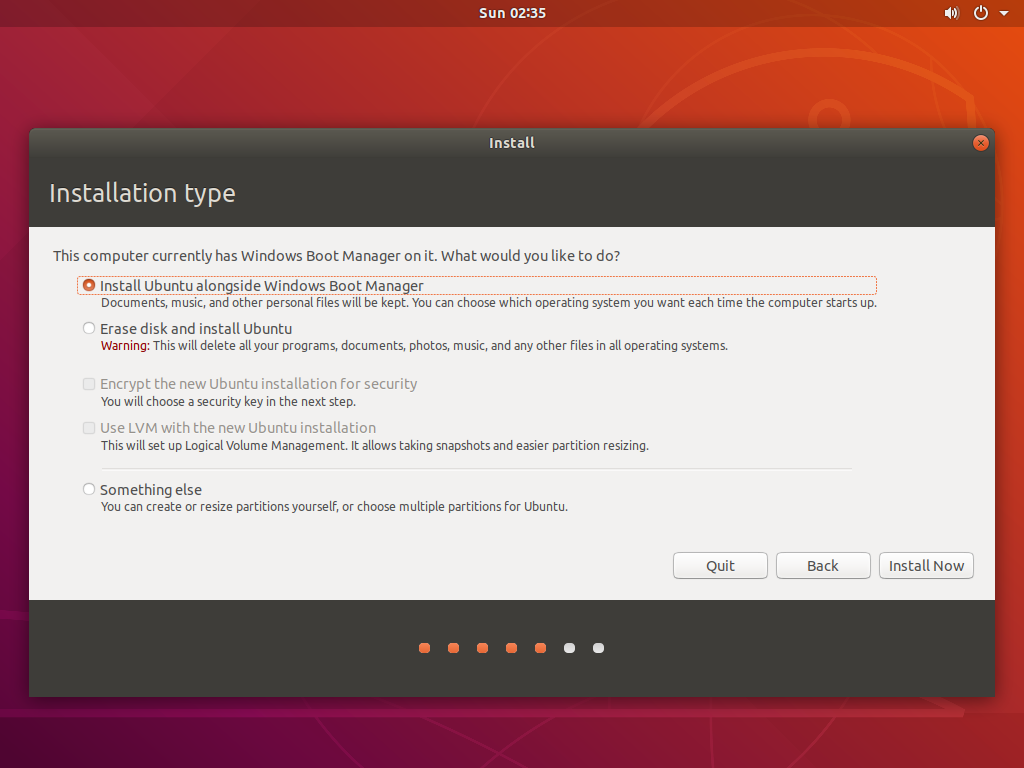 Sun 02:35
Install
Installation type
This computer currently has Windows Boot Manager on it. What would you like to do?
Install Ubuntu alongside Windows Boot Manager
Documents, music, and other personal files will be kept. You can choose which operating system you want each time the computer starts up.
Erase disk and install Ubuntu
Warning: This will delete all your programs, documents, photos, music, and any other files in all operating systems.
Encrypt the new Ubuntu installation for security
You will choose a security key in the next step.
Use LVM with the new Ubuntu installation
This will set up Logical Volume Management. It allows taking snapshots and easier partition resizing.
Something else
You can create or resize partitions yourself, or choose multiple partitions for Ubuntu.
Quit Back Install Now